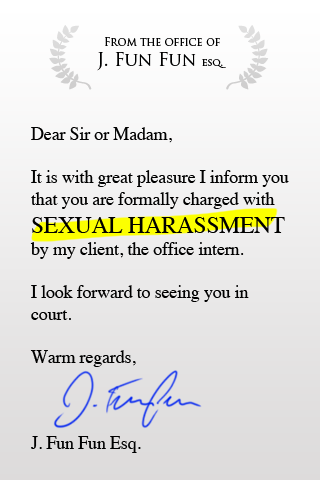 FROM THE OFFICE OF
J. FUN FUN ESQ.
Dear Sir or Madam,
It is with great pleasure I inform you
that you are formally charged with
SEXUAL HARASSMENT
by my client, the office intern.
I look forward to seeing you in
court.
Warm regards,
J. Fun Fun
J. Fun Fun Esq.